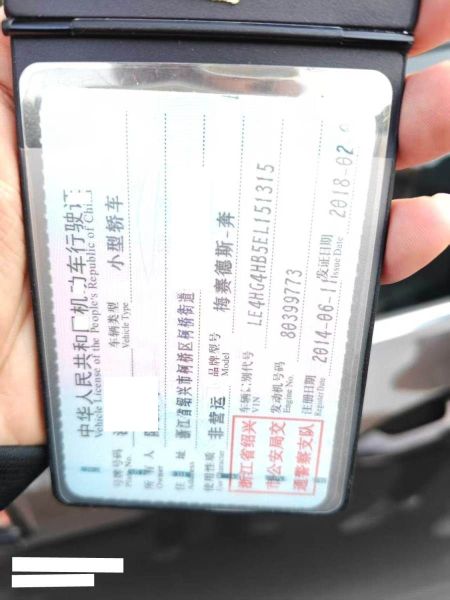 中华人民共和 机动车行驶证
Vehicle License of the People's Republic of Chi
号牌号码 车辆类型 小型轿车
Plate No. Vehicle Type
所有人
Owner
住 址 浙江省绍兴市柯桥区柯桥街道
Address
使用性质 非营运 品牌型号 梅赛德斯-奔
Use Character Model
浙江省绍兴
市公安局交
通警察支队
车辆识别代号 LE4HG4HB5EL151315
VIN
发动机号码 80399773
Engine No.
注册日期 2014-06-11 发证日期 2018-02
Register Date Issue Date